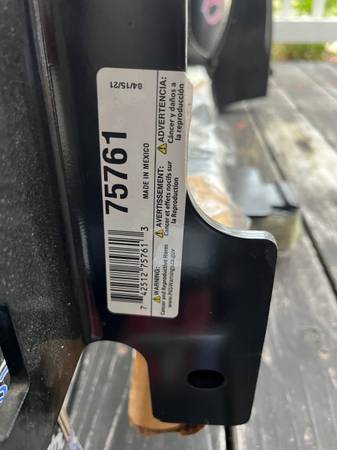 04/15/21
75761
MADE IN MEXICO
7 42512 75761 3
⚠ADVERTENCIA:
Cáncer y daños a
la reproducción
⚠AVERTISSEMENT:
Cancer et effets nocifs sur
la Reproduction
⚠WARNING:
Cancer and Reproductive Harm
www.P65Warnings.ca.gov